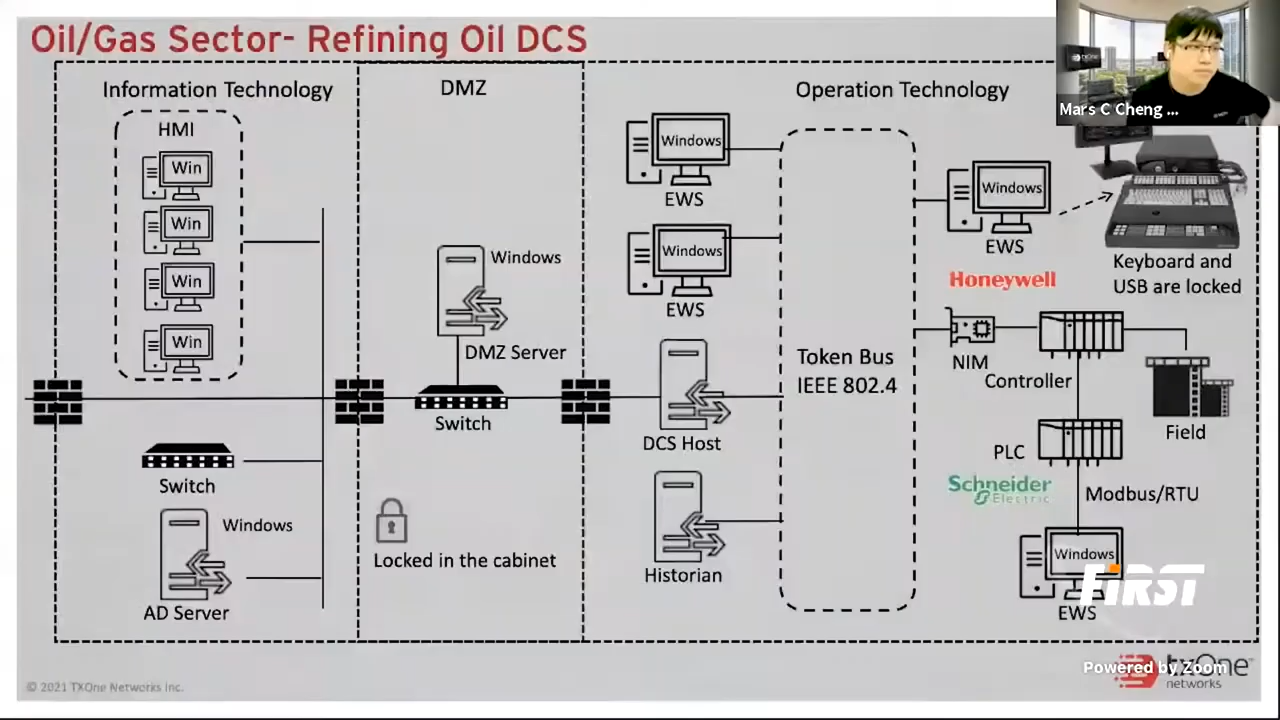 Oil/Gas Sector- Refining Oil DCS
Information Technology
HMI
Win
Win
Win
Win
Switch
Windows
AD Server
DMZ
Windows
DMZ Server
Switch
Locked in the cabinet
Operation Technology
Windows
EWS
Windows
EWS
DCS Host
Historian
Token Bus
IEEE 802.4
Windows
EWS
Keyboard and
USB are locked
Honeywell
NIM
Controller
Field
PLC
Schneider
Electric
Modbus/RTU
Windows
EWS
Mars C Cheng ...
FiRST
Powered by Zoom
txOne
networks
© 2021 TXOne Networks Inc.